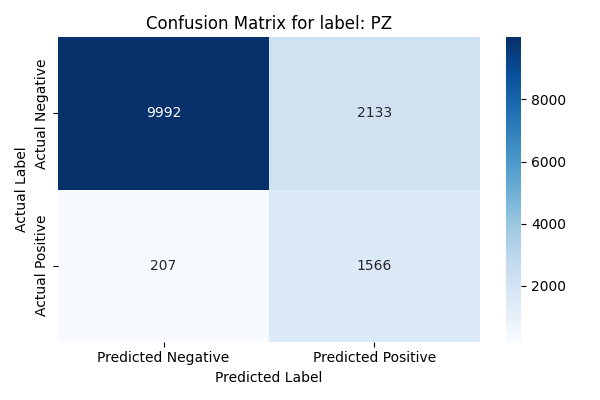 Confusion Matrix for label: PZ
Actual Label
Actual Negative
Actual Positive
9992
2133
207
1566
Predicted Negative
Predicted Positive
Predicted Label
8000
6000
4000
2000